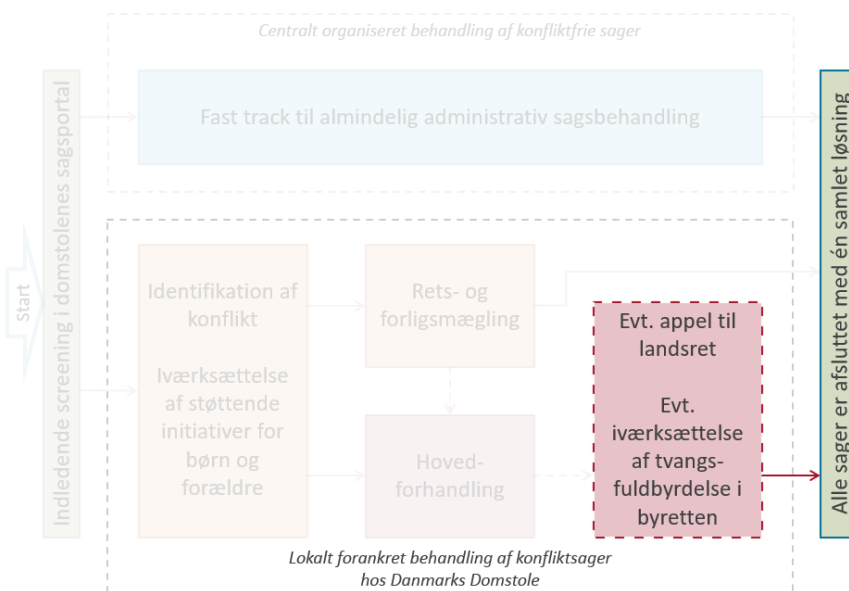 Centralt organiseret behandling af konfliktfrie sager
Indledende screening i domstolenes sagsportal
Fast track til almindelig administrativ sagsbehandling
Start
Identifikation af
konflikt
Iværksættelse
af støttende
initiativer for
børn og
forældre
Rets- og
forligsmægling
Hoved-
forhandling
Evt. appel til
landsret
Evt.
iværksættelse
af tvangs-
fuldbyrdelse i
byretten
Alle sager er afsluttet med én samlet løsning
Lokalt forankret behandling af konfliktsager
hos Danmarks Domstole